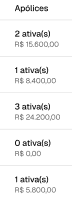 Apólices
2 ativa(s)
R$ 15.600,00
1 ativa(s)
R$ 8.400,00
3 ativa(s)
R$ 24.200,00
0 ativa(s)
R$ 0,00
1 ativa(s)
R$ 5.800,00